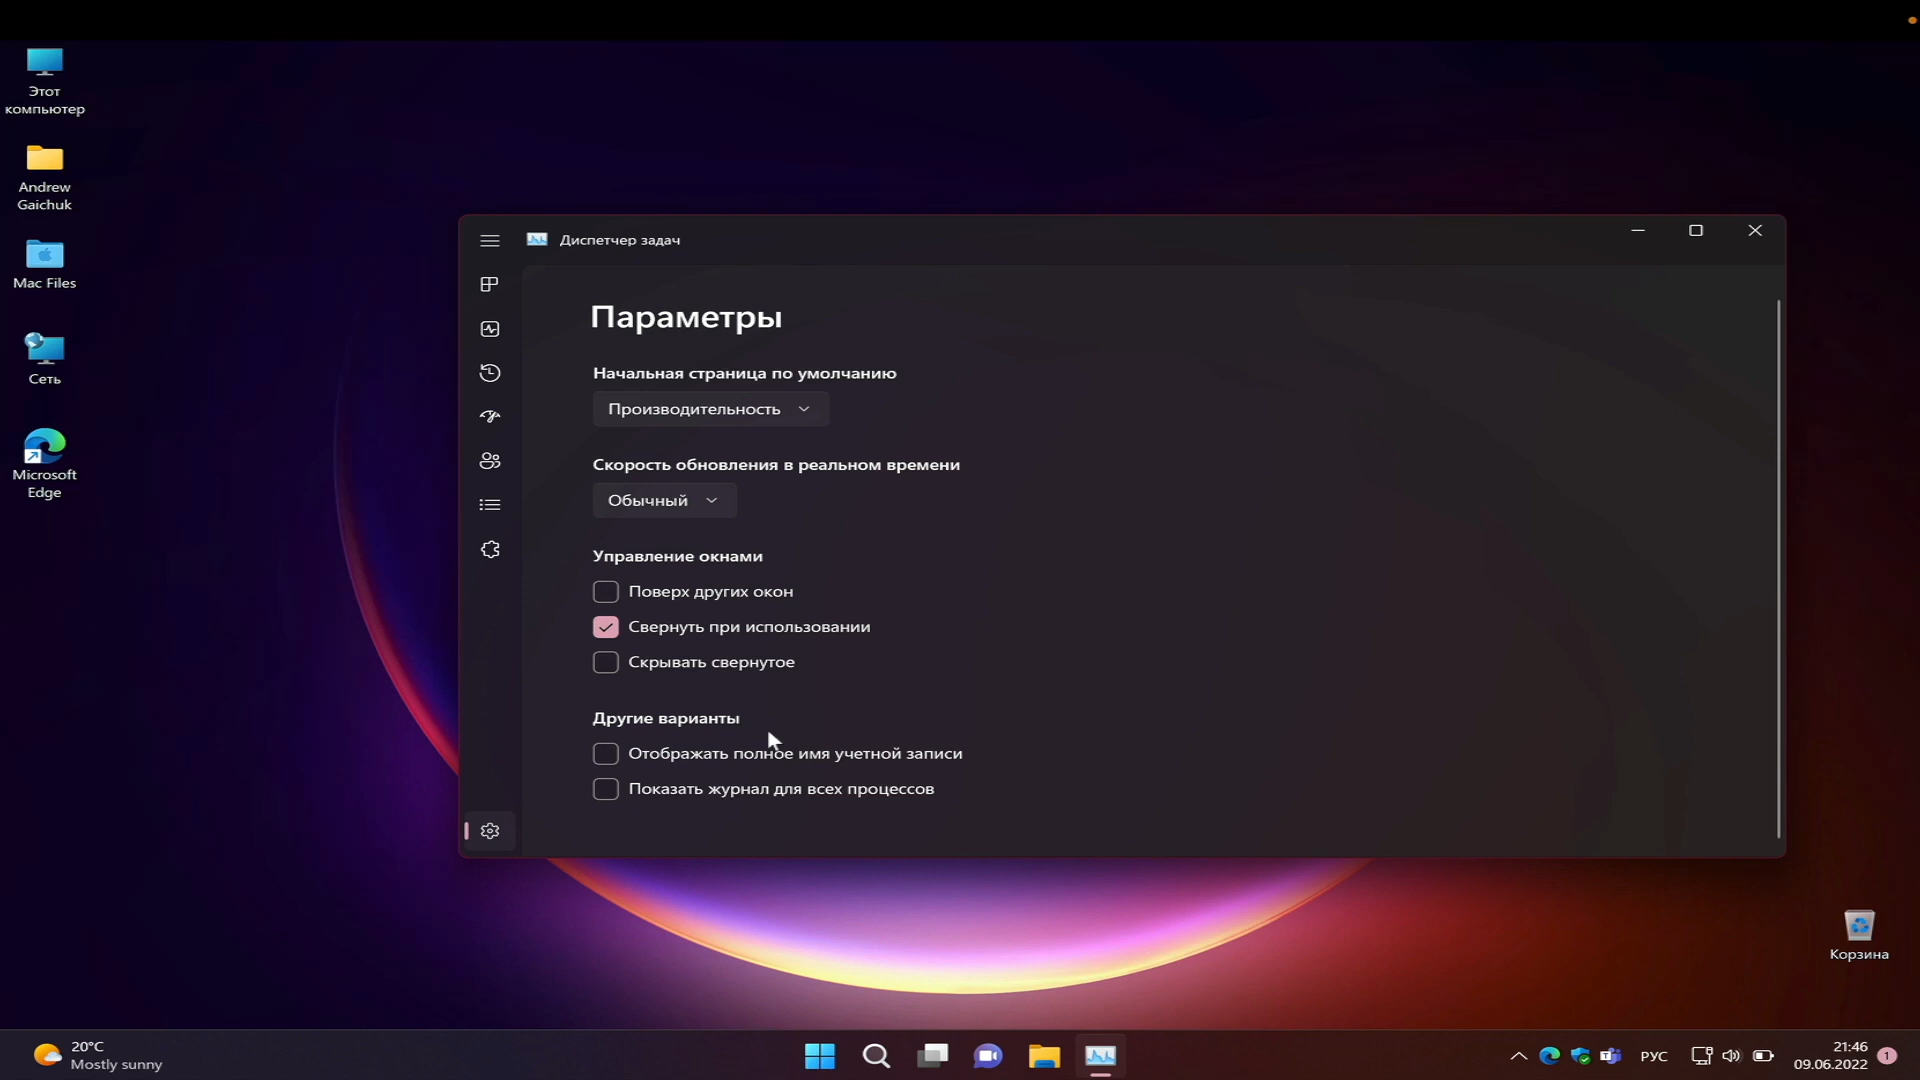 Этот
компьютер
Andrew
Gaichuk
Mac Files
Сеть
Microsoft
Edge
Диспетчер задач
Параметры
Начальная страница по умолчанию
Производительность
Скорость обновления в реальном времени
Обычный
Управление окнами
Поверх других окон
Свернуть при использовании
Скрывать свернутое
Другие варианты
Отображать полное имя учетной записи
Показать журнал для всех процессов
Корзина
20°C
Mostly sunny
РУС
21:46
09.06.2022
1